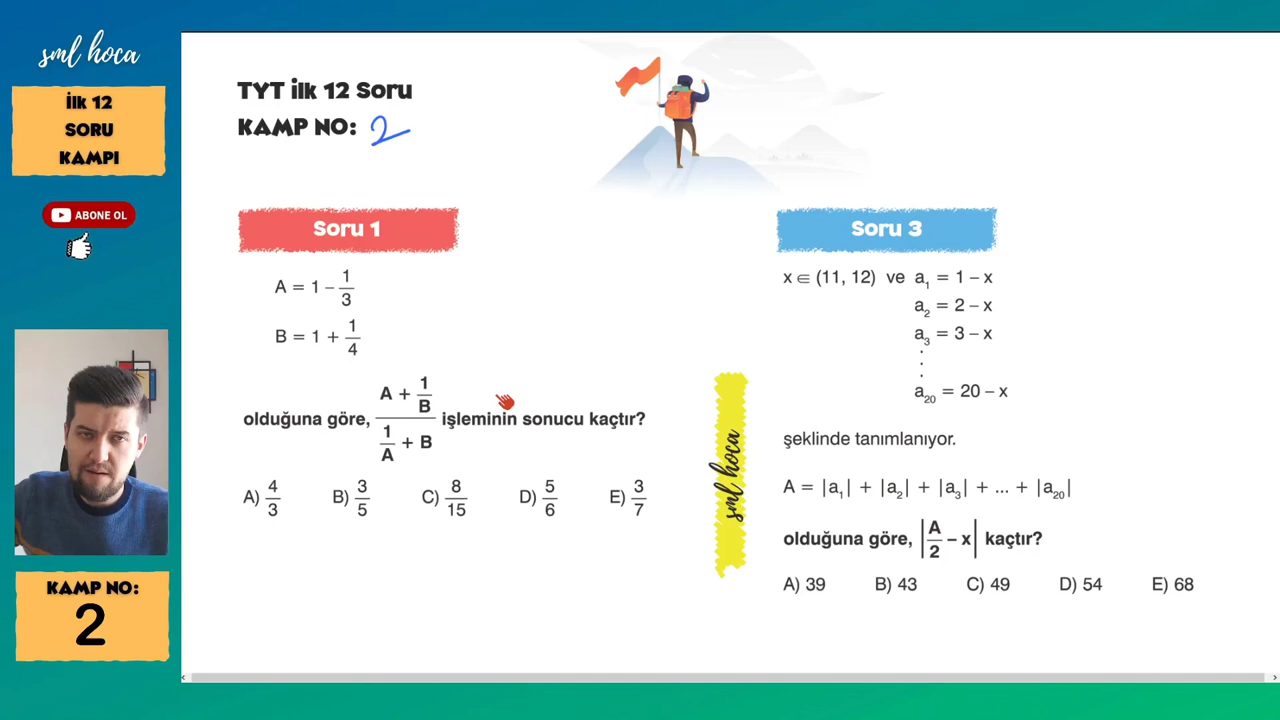 sml hoca
İlk 12
SORU
KAMPI
ABONE OL
KAMP NO:
2
TYT ilk 12 Soru
KAMP NO: 2
Soru 1
A = 1 – 1/3
B = 1 + 1/4
olduğuna göre, (A + 1/B)/(1/A + B) işleminin sonucu kaçtır?
A) 4/3 B) 3/5 C) 8/15 D) 5/6 E) 3/7
sml hoca
Soru 3
x ∈ (11, 12) ve a₁ = 1 – x
a₂ = 2 – x
a₃ = 3 – x
⋮
a₂₀ = 20 – x
şeklinde tanımlanıyor.
A = |a₁| + |a₂| + |a₃| + ... + |a₂₀|
olduğuna göre, |A/2 – x| kaçtır?
A) 39 B) 43 C) 49 D) 54 E) 68